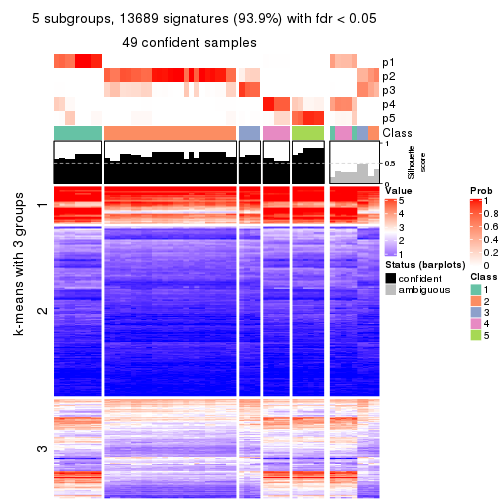 5 subgroups, 13689 signatures (93.9%) with fdr < 0.05
49 confident samples
p1
p2
p3
p4
p5
Class
1
0.5
0
Silhouette
score
k-means with 3 groups
1
2
3
Value
5
4
3
2
1
Status (barplots)
confident
ambiguous
Prob
1
0.8
0.6
0.4
0.2
0
Class
1
2
3
4
5